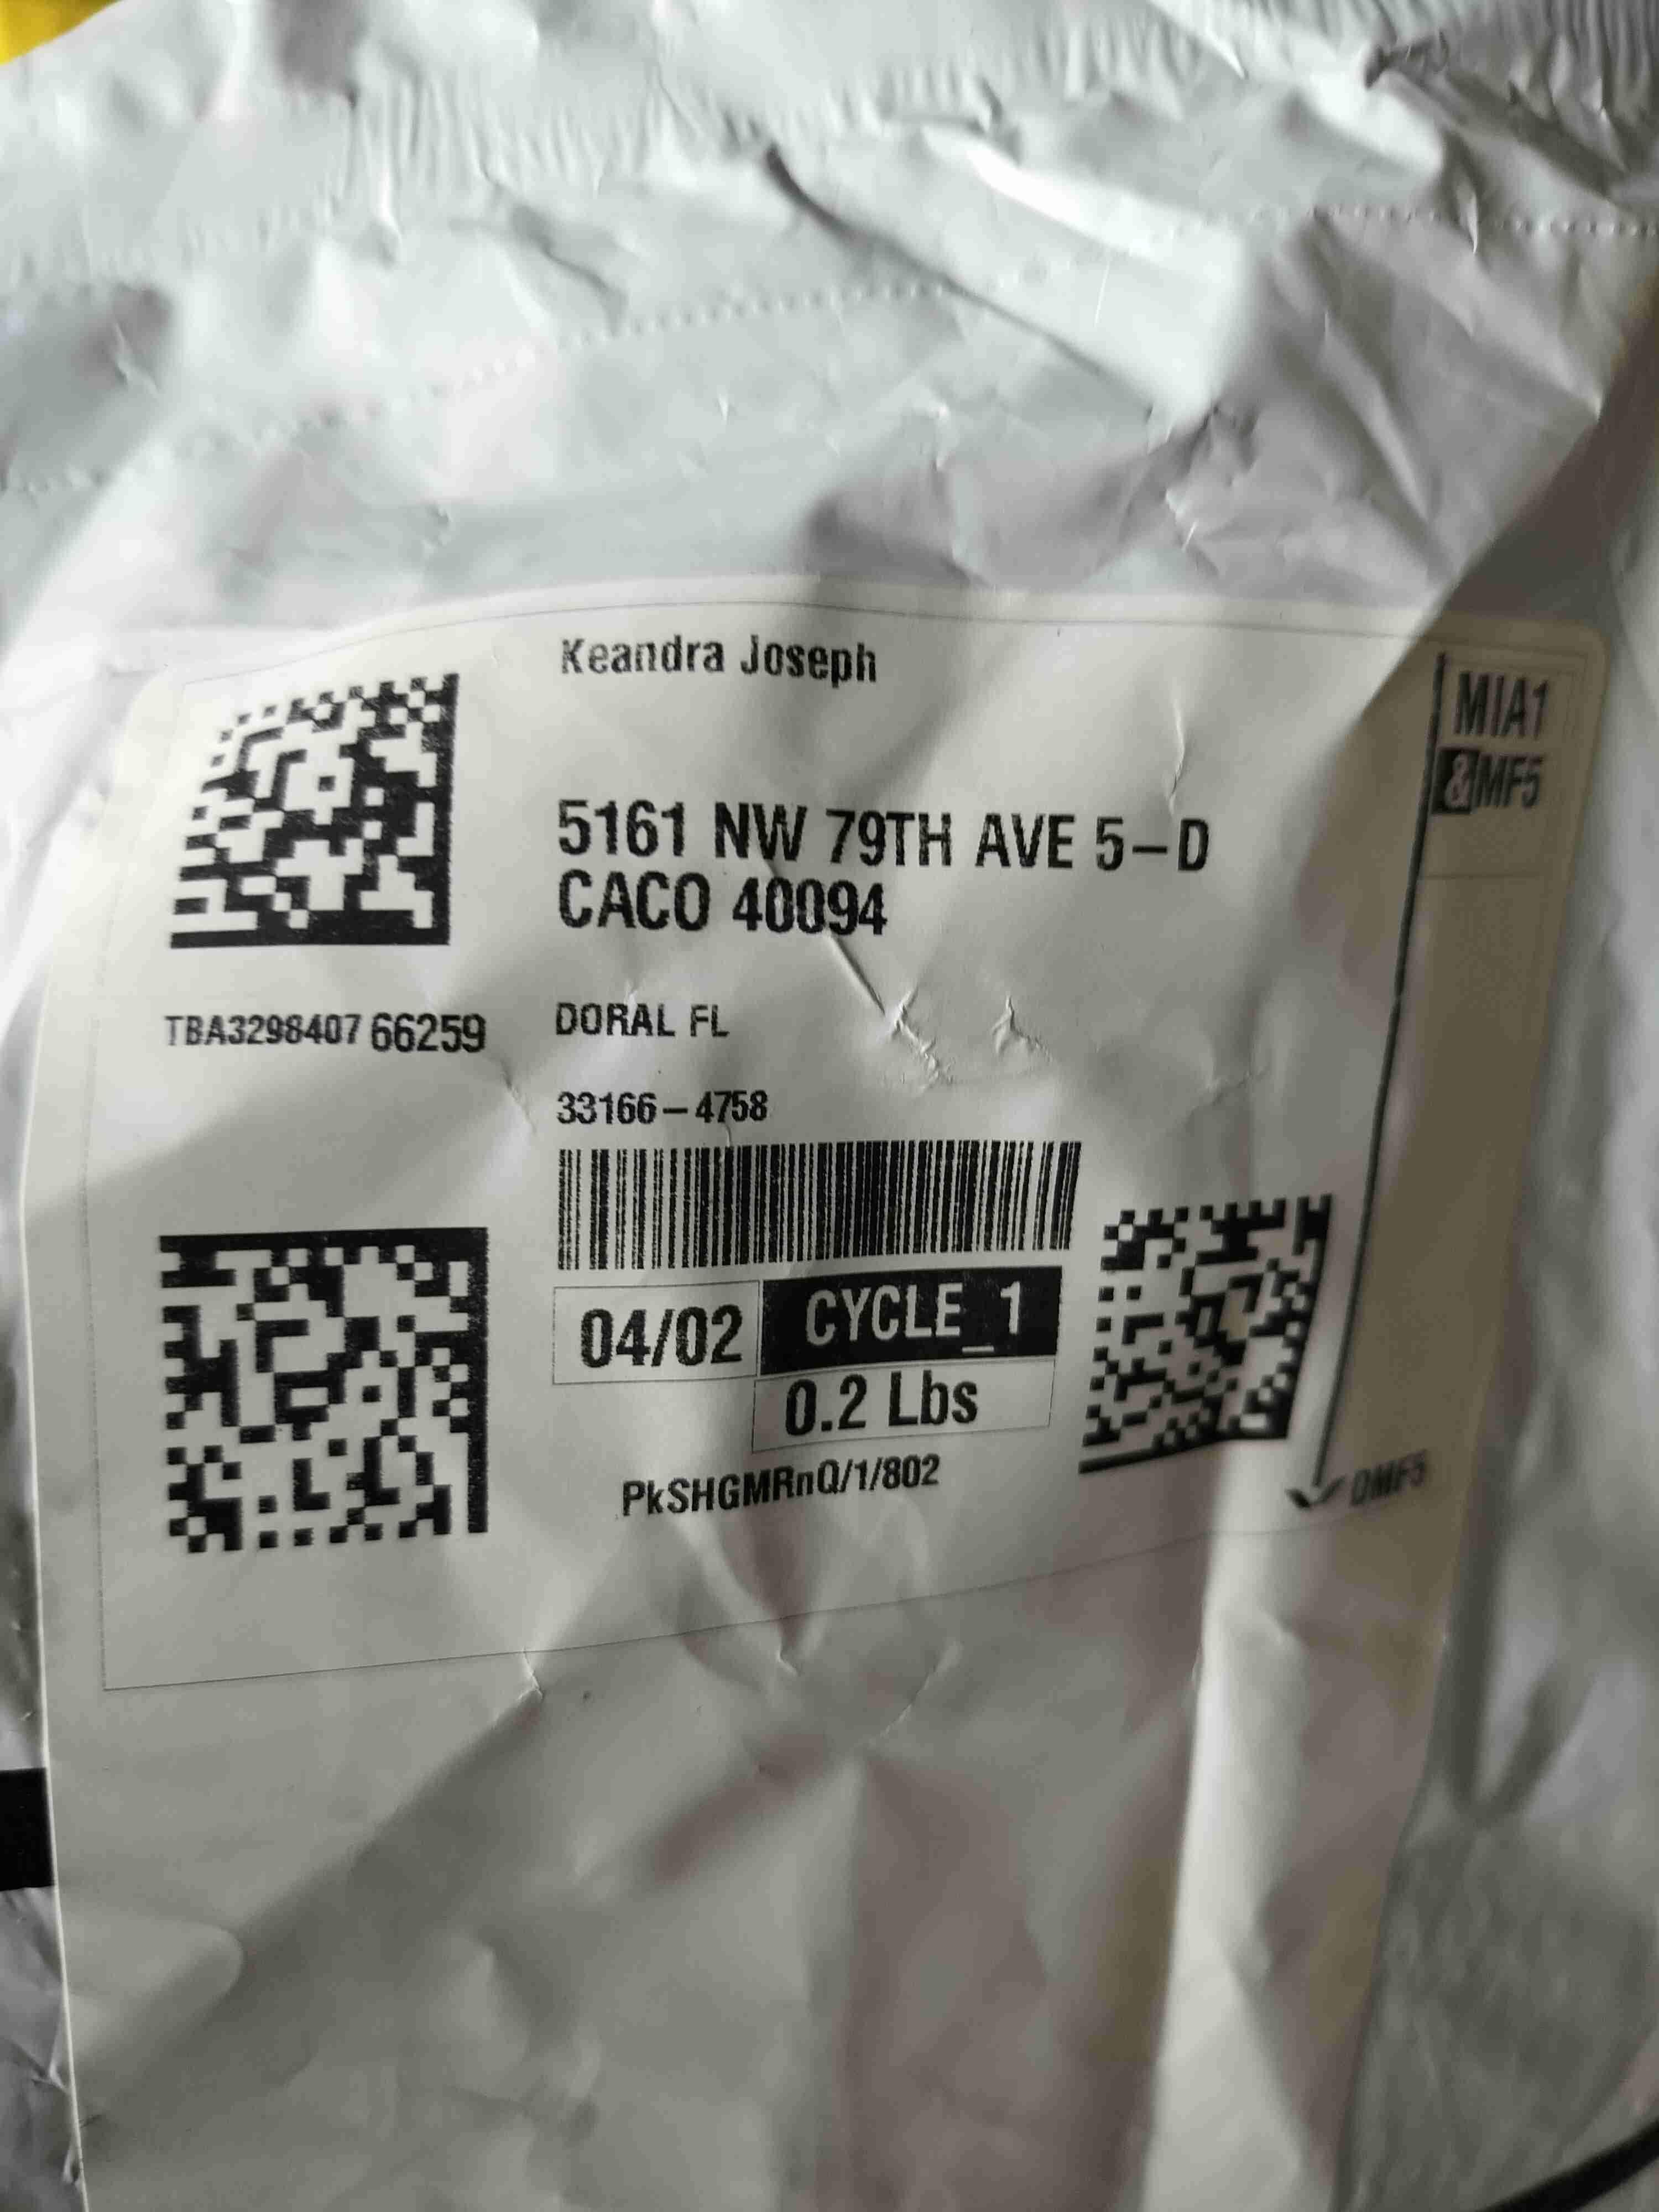 Keandra Joseph
MIA1
&MF5
5161 NW 79TH AVE 5-D
CACO 40094
TBA3298407 66259
DORAL FL
33166-4758
04/02
CYCLE_1
0.2 Lbs
PkSHGMRnQ/1/802
DMF5